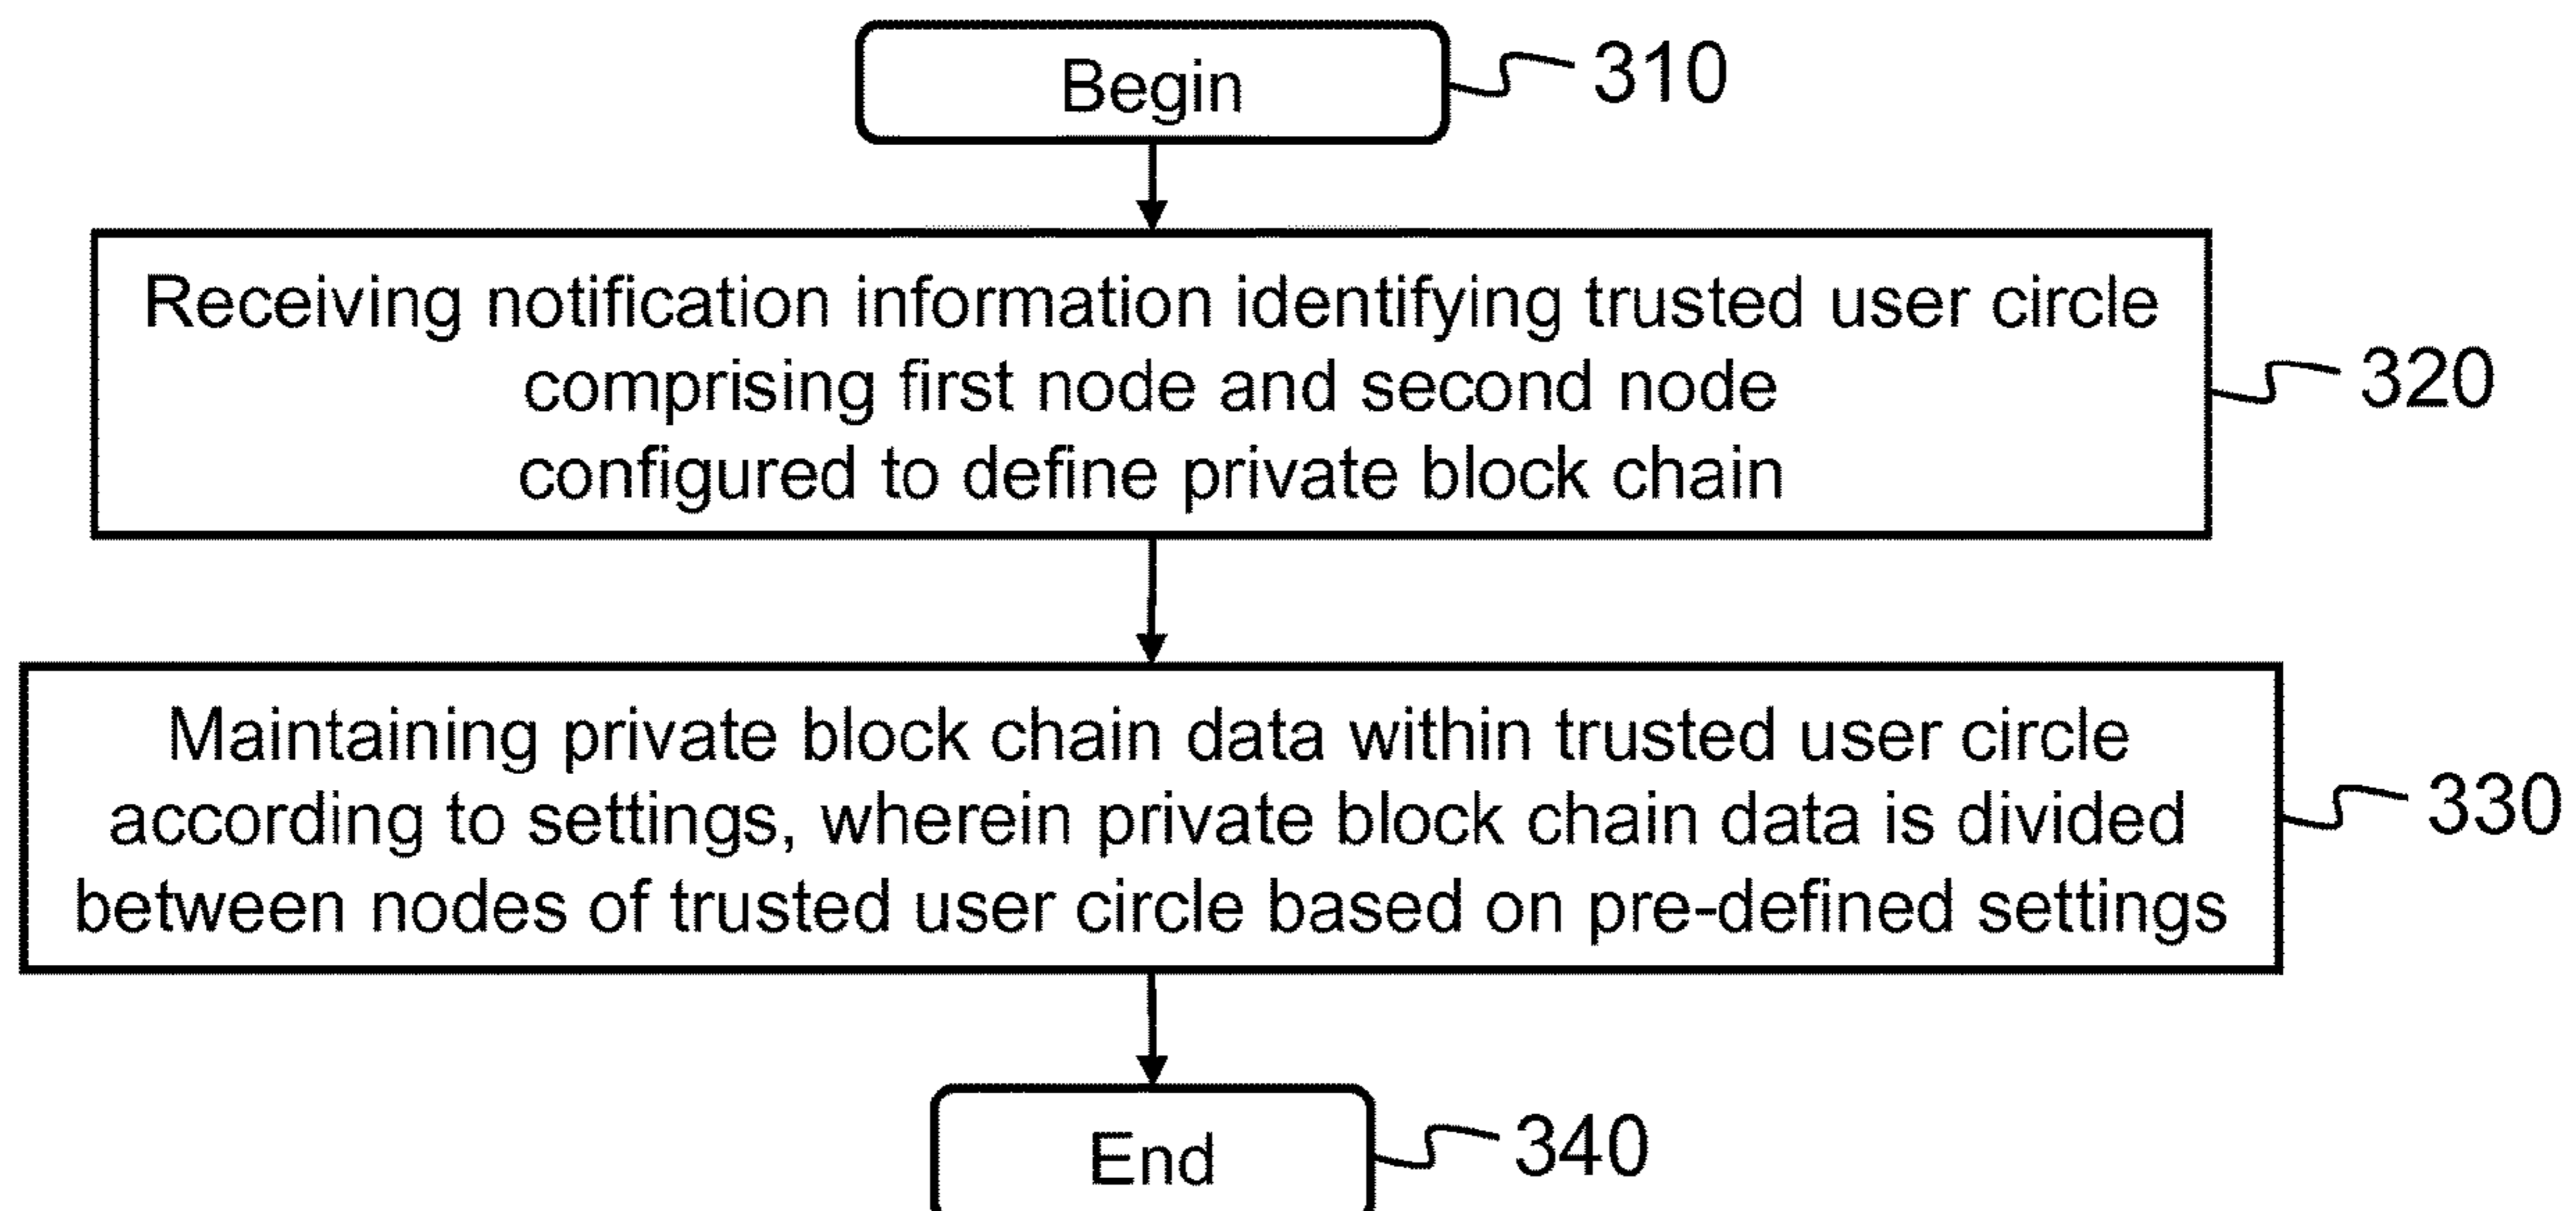 Begin
310
Receiving notification information identifying trusted user circle
comprising first node and second node
configured to define private block chain
320
Maintaining private block chain data within trusted user circle
according to settings, wherein private block chain data is divided
between nodes of trusted user circle based on pre-defined settings
330
End
340